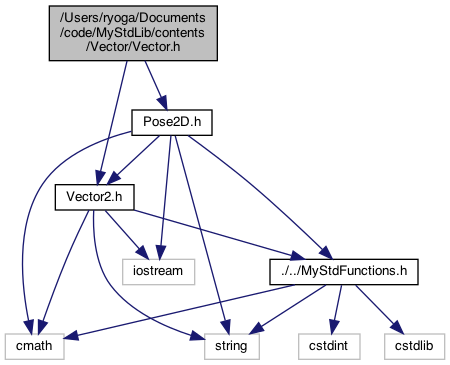 /Users/ryoga/Documents
/code/MyStdLib/contents
/Vector/Vector.h
Pose2D.h
Vector2.h
iostream
./../MyStdFunctions.h
cmath
string
cstdint
cstdlib